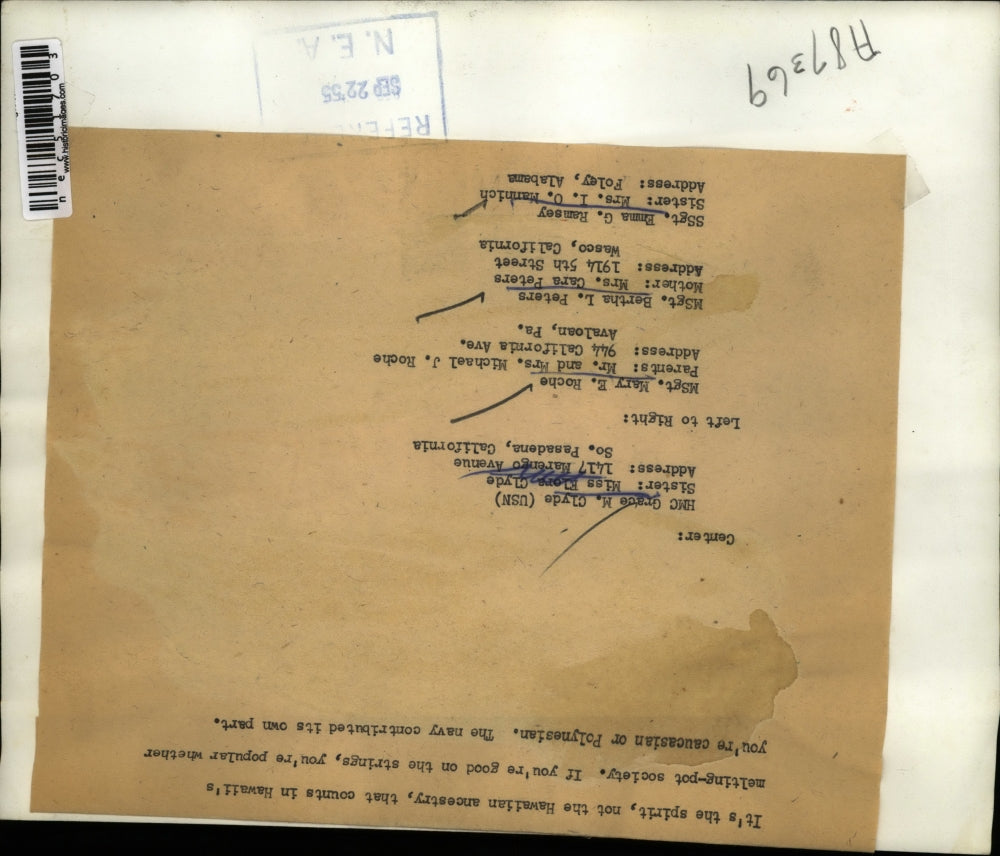 It's the spirit, not the Hawaiian ancestry, that counts in Hawaii's
melting-pot society. If you're good on the strings, you're popular whether
you're caucasian or Polynesian. The navy contributed its own part.
Center:
HMC Grace M. Clyde (USN)
Sister: Miss Flora Clyde
Address: 1417 Marengo Avenue
So. Pasadena, California
Left to Right:
MSgt. Mary E. Roche
Parents: Mr. and Mrs. Michael J. Roche
Address: 944 California Ave.
Avaloan, Pa.
MSgt. Bertha L. Peters
Mother: Mrs. Cara Peters
Address: 1914 5th Street
Wasco, California
SSgt. Emma G. Ramsey
Sister: Mrs. I. O. Mannich
Address: Foley, Alabama
REFERE
SEP 22'55
N. E. A.
A87369
www.historicimages.com